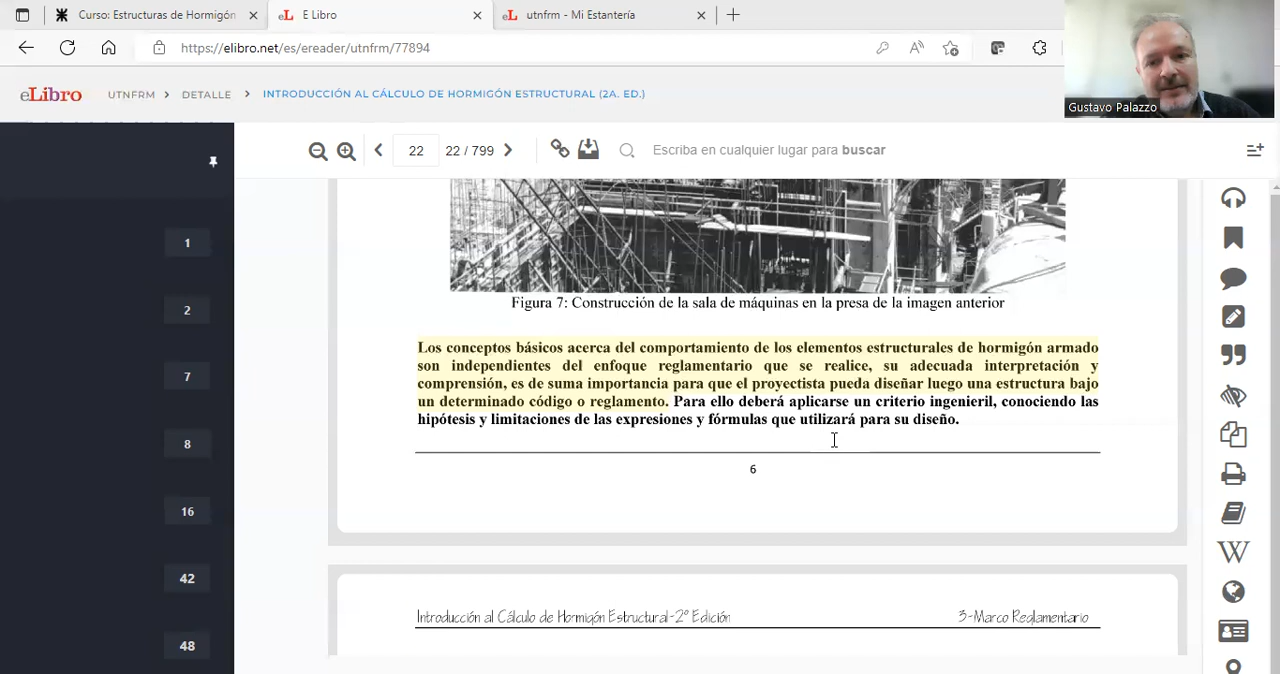 Curso: Estructuras de Hormigón
E Libro
utnfrm - Mi Estantería
https://elibro.net/es/ereader/utnfrm/77894
Gustavo Palazzo
eLibro
UTNFRM > DETALLE > INTRODUCCIÓN AL CÁLCULO DE HORMIGÓN ESTRUCTURAL (2A. ED.)
22
22 / 799
Escriba en cualquier lugar para buscar
1
2
7
8
16
42
48
Figura 7: Construcción de la sala de máquinas en la presa de la imagen anterior
Los conceptos básicos acerca del comportamiento de los elementos estructurales de hormigón armado
son independientes del enfoque reglamentario que se realice, su adecuada interpretación y
comprensión, es de suma importancia para que el proyectista pueda diseñar luego una estructura bajo
un determinado código o reglamento. Para ello deberá aplicarse un criterio ingenieril, conociendo las
hipótesis y limitaciones de las expresiones y fórmulas que utilizará para su diseño.
6
Introducción al Cálculo de Hormigón Estructural-2º Edición
3-Marco Reglamentario